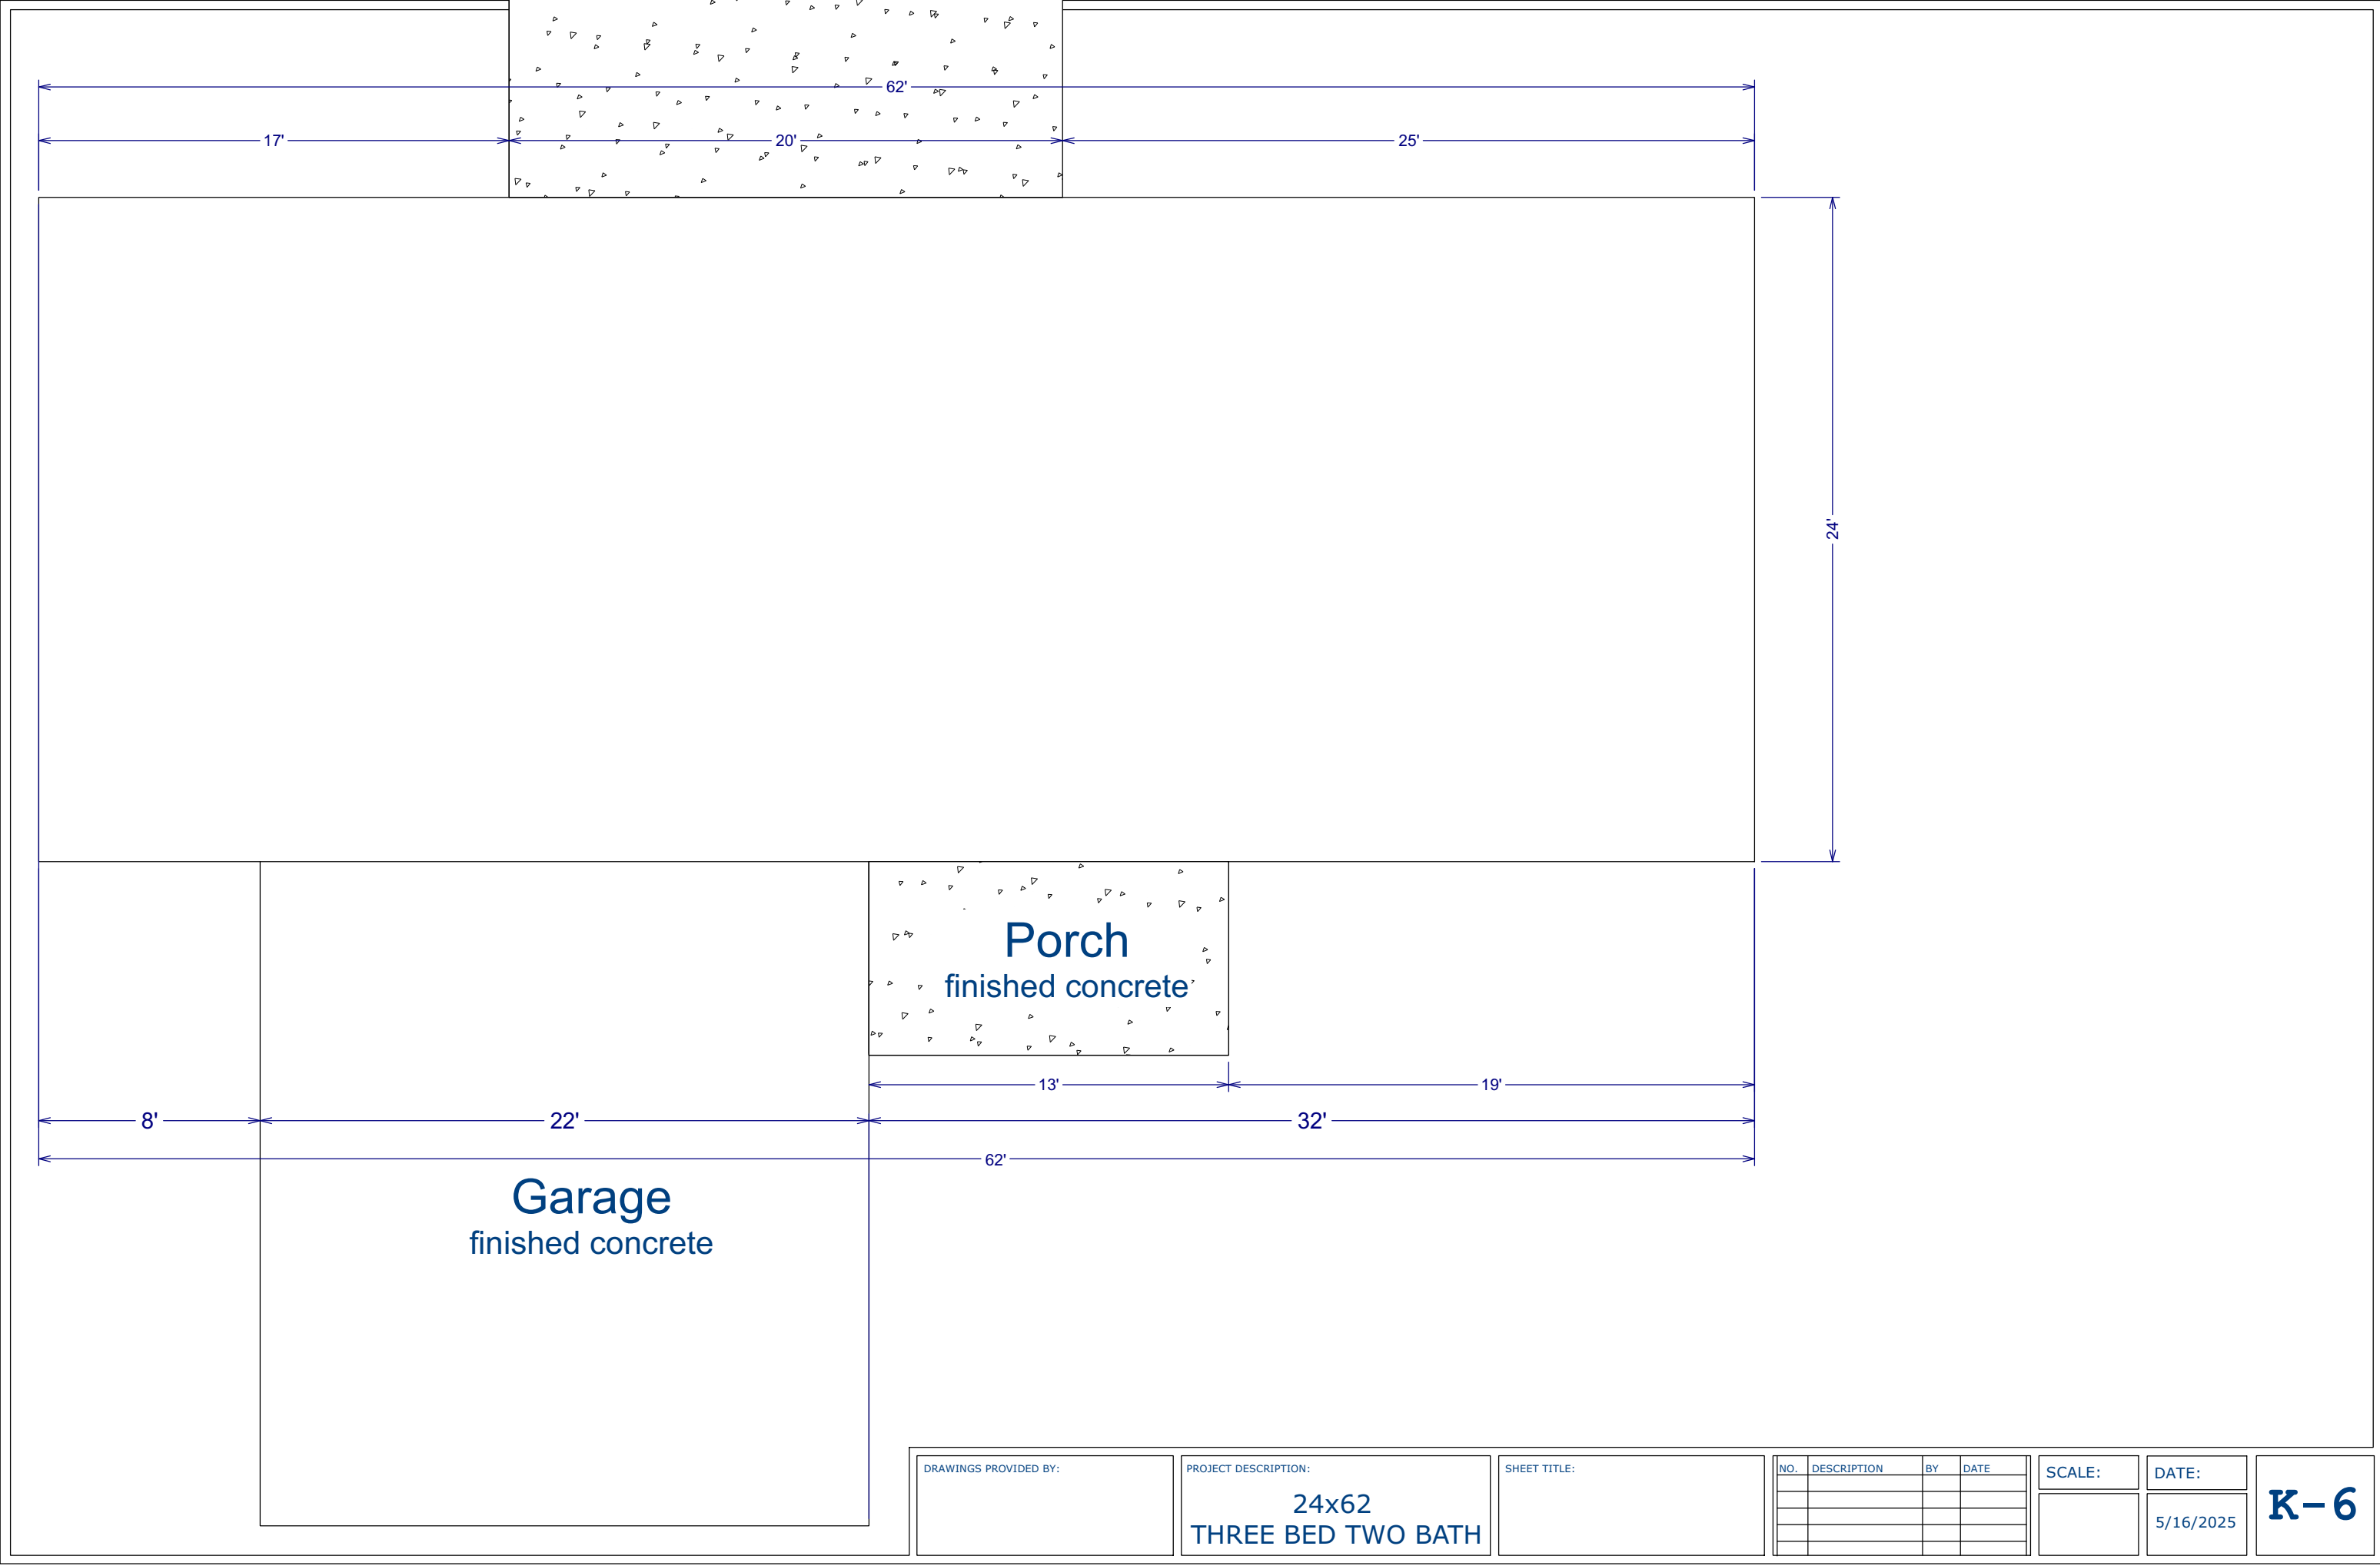 62'
17'
20'
25'
24'
Porch
finished concrete
13'
19'
8'
22'
32'
62'
Garage
finished concrete
DRAWINGS PROVIDED BY:
PROJECT DESCRIPTION:
24x62
THREE BED TWO BATH
SHEET TITLE:
NO. DESCRIPTION BY DATE
SCALE:
DATE:
5/16/2025
K-6